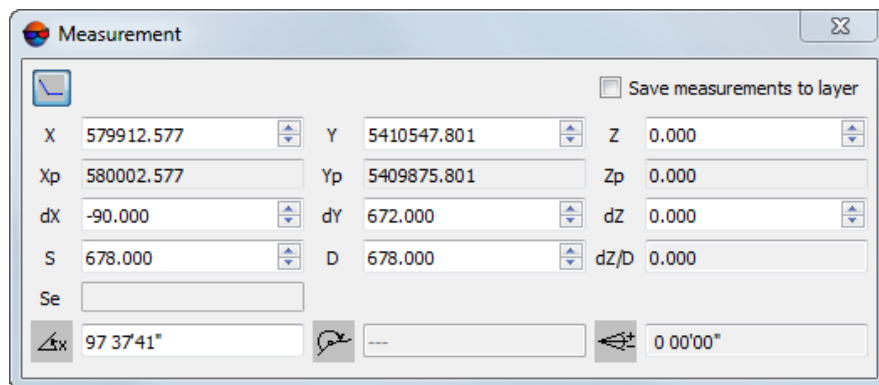 Measurement
Save measurements to layer
X 579912.577 Y 5410547.801 Z 0.000
Xp 580002.577 Yp 5409875.801 Zp 0.000
dX -90.000 dY 672.000 dZ 0.000
S 678.000 D 678.000 dZ/D 0.000
Se
x 97 37'41" --- 0 00'00"